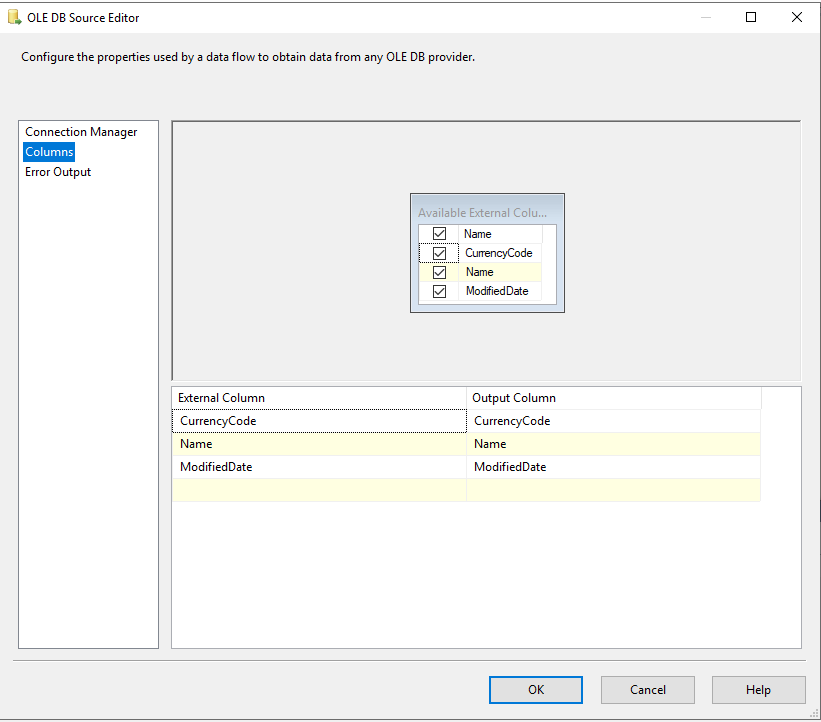 OLE DB Source Editor
Configure the properties used by a data flow to obtain data from any OLE DB provider.
Connection Manager
Columns
Error Output
Available External Colu...
Name
CurrencyCode
Name
ModifiedDate
External Column Output Column
CurrencyCode CurrencyCode
Name Name
ModifiedDate ModifiedDate
OK Cancel Help